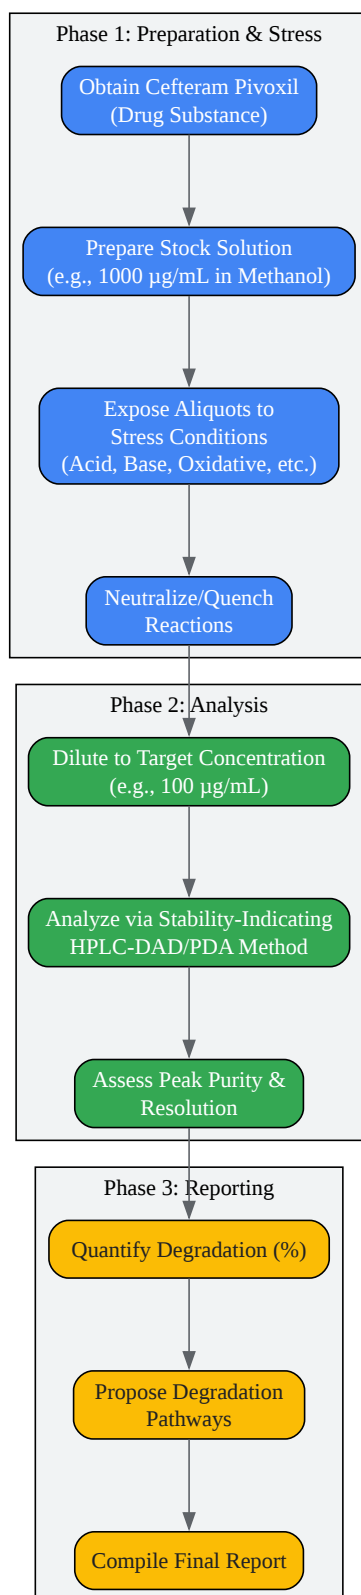 Phase 1: Preparation & Stress
Obtain Cefteram Pivoxil
(Drug Substance)
Prepare Stock Solution
(e.g., 1000 µg/mL in Methanol)
Expose Aliquots to
Stress Conditions
(Acid, Base, Oxidative, etc.)
Neutralize/Quench
Reactions
Phase 2: Analysis
Dilute to Target Concentration
(e.g., 100 µg/mL)
Analyze via Stability-Indicating
HPLC-DAD/PDA Method
Assess Peak Purity &
Resolution
Phase 3: Reporting
Quantify Degradation (%)
Propose Degradation
Pathways
Compile Final Report